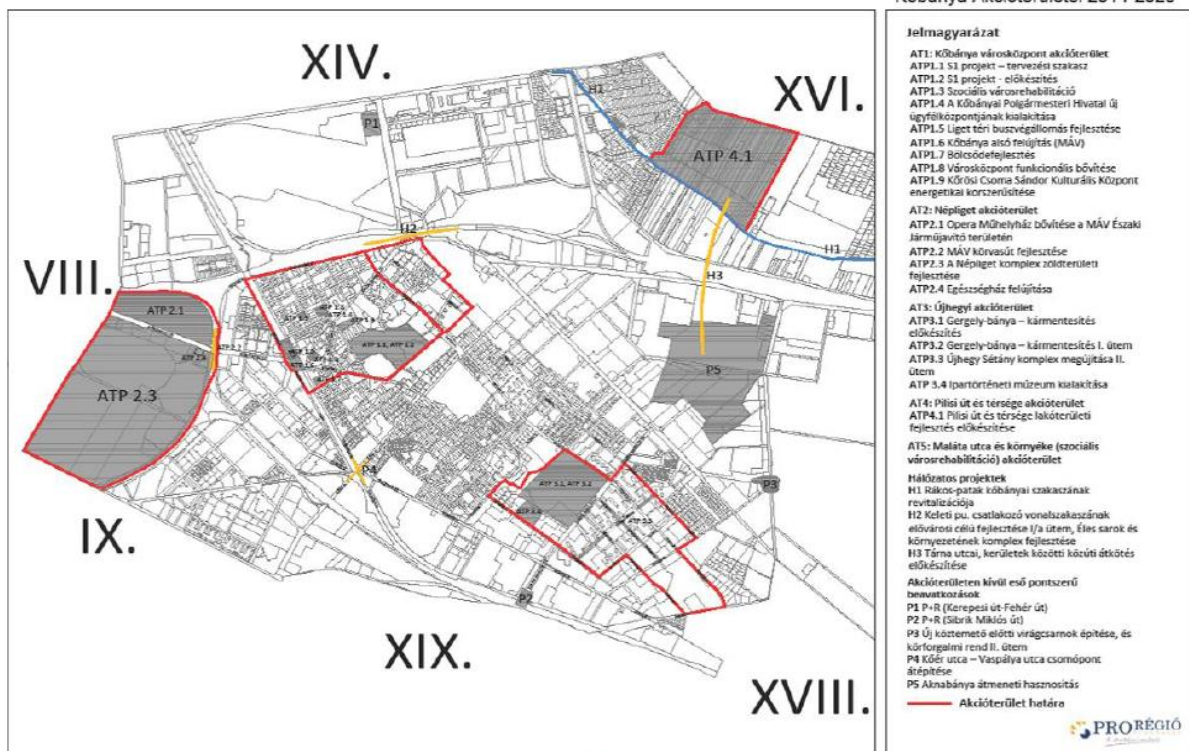 XIV.
XVI.
P1
H1
ATP 4.1
H2
H1
VIII.
H3
ATP 2.1
ATP 2.3
P5
P4
ATP 3.1, ATP 3.2
P3
IX.
P2
XIX.
XVIII.
Jelmagyarázat
AT1: Kőbánya városközpont akcióterület
ATP1.1 S1 projekt – tervezési szakasz
ATP1.2 S1 projekt - előkészítés
ATP1.3 Szociális városrehabilitáció
ATP1.4 A Kőbányai Polgármesteri Hivatal új
ügyfélközpontjának kialakítása
ATP1.5 Liget téri buszvégállomás fejlesztése
ATP1.6 Kőbánya alsó felújítás (MÁV)
ATP1.7 Bölcsődefejlesztés
ATP1.8 Városközpont funkcionális bővítése
ATP1.9 Kőrösi Csoma Sándor Kulturális Központ
energetikai korszerűsítése
AT2: Népliget akcióterület
ATP2.1 Opera Műhelyház bővítése a MÁV Északi
Járműjavító területén
ATP2.2 MÁV körvasút fejlesztése
ATP2.3 A Népliget komplex zöldterületi
fejlesztése
ATP2.4 Egészségház felújítása
AT3: Újhegyi akcióterület
ATP3.1 Gergely-bánya – kármentesítés
előkészítés
ATP3.2 Gergely-bánya – kármentesítés I. ütem
ATP3.3 Újhegy Sétány komplex megújítása II.
ütem
ATP 3.4 Ipartörténeti múzeum kialakítása
AT4: Pilisi út és térsége akcióterület
ATP4.1 Pilisi út és térsége lakóterületi
fejlesztés előkészítése
AT5: Maláta utca és környéke (szociális
városrehabilitáció) akcióterület
Hálózatos projektek
H1 Rákos-patak kőbányai szakaszának
revitalizációja
H2 Keleti pu. csatlakozó vonalszakaszának
elővárosi célú fejlesztése I/a ütem, Éles sarok és
környezetének komplex fejlesztése
H3 Tárna utcai, kerületek közötti közúti átkötés
előkészítése
Akcióterületen kívül eső pontszerű
beavatkozások
P1 P+R (Kerepesi út-Fehér út)
P2 P+R (Sibrik Miklós út)
P3 Új köztemető előtti virágcsarnok építése, és
körforgalmi rend II. ütem
P4 Kőér utca – Vaspálya utca csomópont
átépítése
P5 Aknabánya átmeneti hasznosítás
Akcióterület határa
PRORÉGIÓ